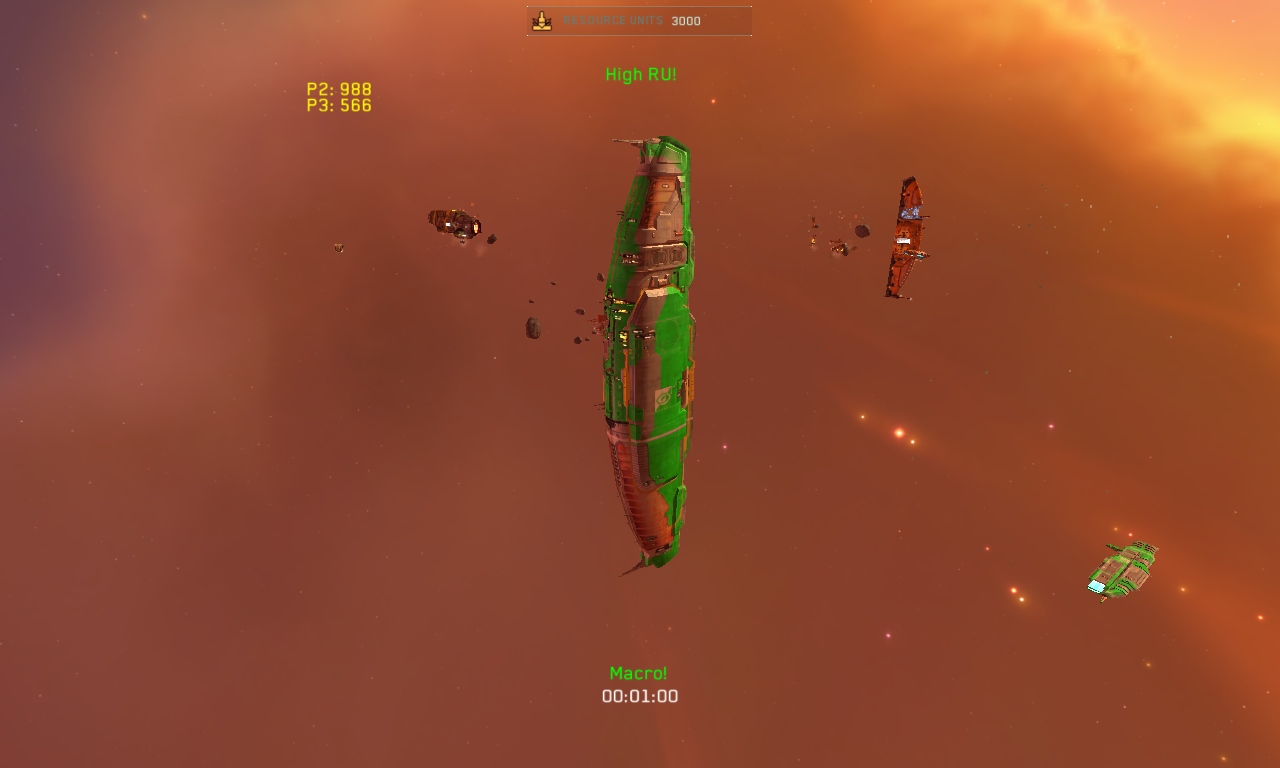 RESOURCE UNITS 3000
High RU!
P2: 988
P3: 566
Macro!
00:01:00